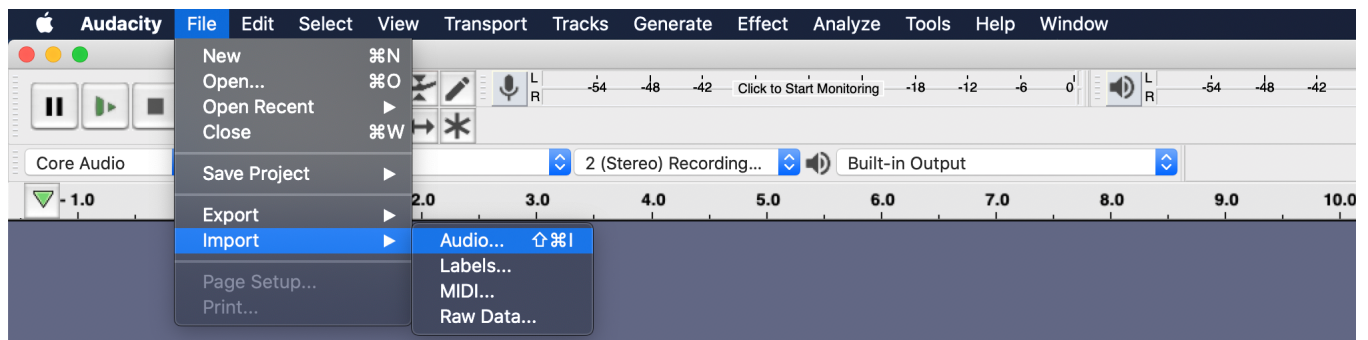 Audacity File Edit Select View Transport Tracks Generate Effect Analyze Tools Help Window
New ⌘N
Open... ⌘O
Open Recent ▶
Close ⌘W
Save Project ▶
Export ▶
Import ▶
Page Setup...
Print...
Audio... ⇧⌘I
Labels...
MIDI...
Raw Data...
L
R
-54 -48 -42 Click to Start Monitoring -18 -12 -6 0
L
R
-54 -48 -42
Core Audio 2 (Stereo) Recording... Built-in Output
- 1.0 2.0 3.0 4.0 5.0 6.0 7.0 8.0 9.0 10.0